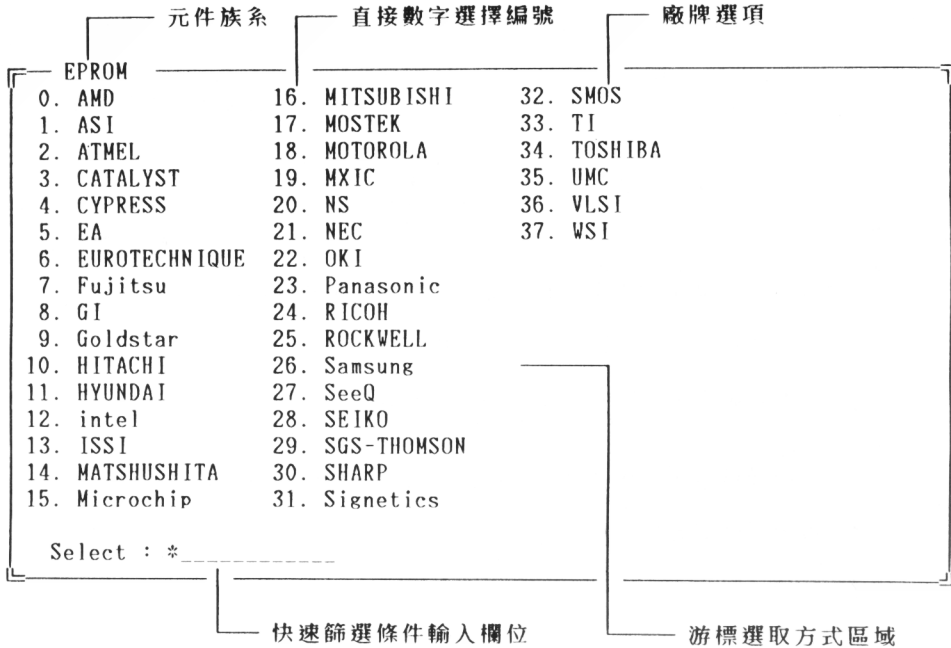 元件族系 直接數字選擇編號 廠牌選項
EPROM
0. AMD 16. MITSUBISHI 32. SMOS
1. ASI 17. MOSTEK 33. TI
2. ATMEL 18. MOTOROLA 34. TOSHIBA
3. CATALYST 19. MXIC 35. UMC
4. CYPRESS 20. NS 36. VLSI
5. EA 21. NEC 37. WSI
6. EUROTECHNIQUE 22. OKI
7. Fujitsu 23. Panasonic
8. GI 24. RICOH
9. Goldstar 25. ROCKWELL
10. HITACHI 26. Samsung
11. HYUNDAI 27. SeeQ
12. intel 28. SEIKO
13. ISSI 29. SGS-THOMSON
14. MATSHUSHITA 30. SHARP
15. Microchip 31. Signetics
Select : *____________
快速篩選條件輸入欄位 游標選取方式區域